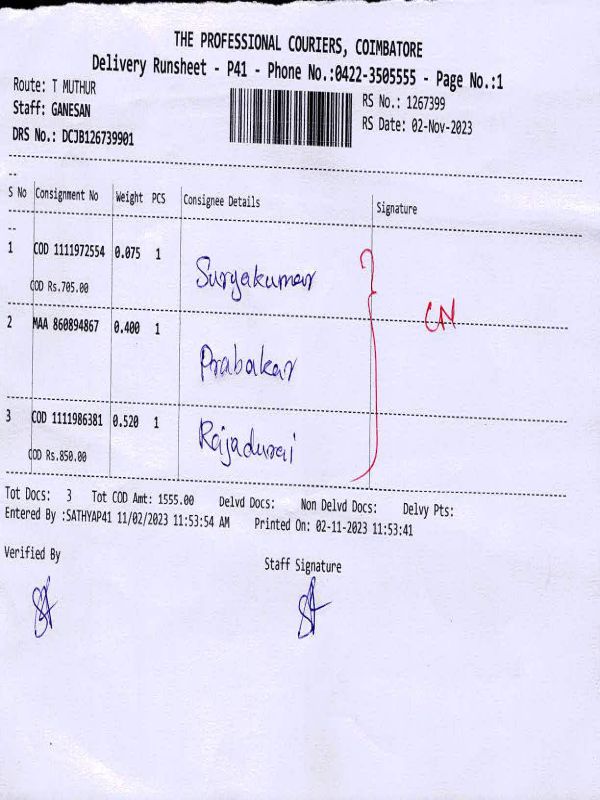 THE PROFESSIONAL COURIERS, COIMBATORE
Delivery Runsheet - P41 - Phone No.:0422-3505555 - Page No.:1
Route: T MUTHUR
RS No.: 1267399
Staff: GANESAN
RS Date: 02-Nov-2023
DRS No.: DCJB126739901
S No Consignment No Weight PCS Consignee Details Signature
1 COD 1111972554 0.075 1 Suryakumar
COD Rs.705.00
2 MAA 860894867 0.400 1 Prabakar
3 COD 1111986381 0.520 1 Rajadurai
COD Rs.850.00
Tot Docs: 3 Tot COD Amt: 1555.00 Delvd Docs: Non Delvd Docs: Delvy Pts:
Entered By :SATHYAP41 11/02/2023 11:53:54 AM Printed On: 02-11-2023 11:53:41
Verified By Staff Signature